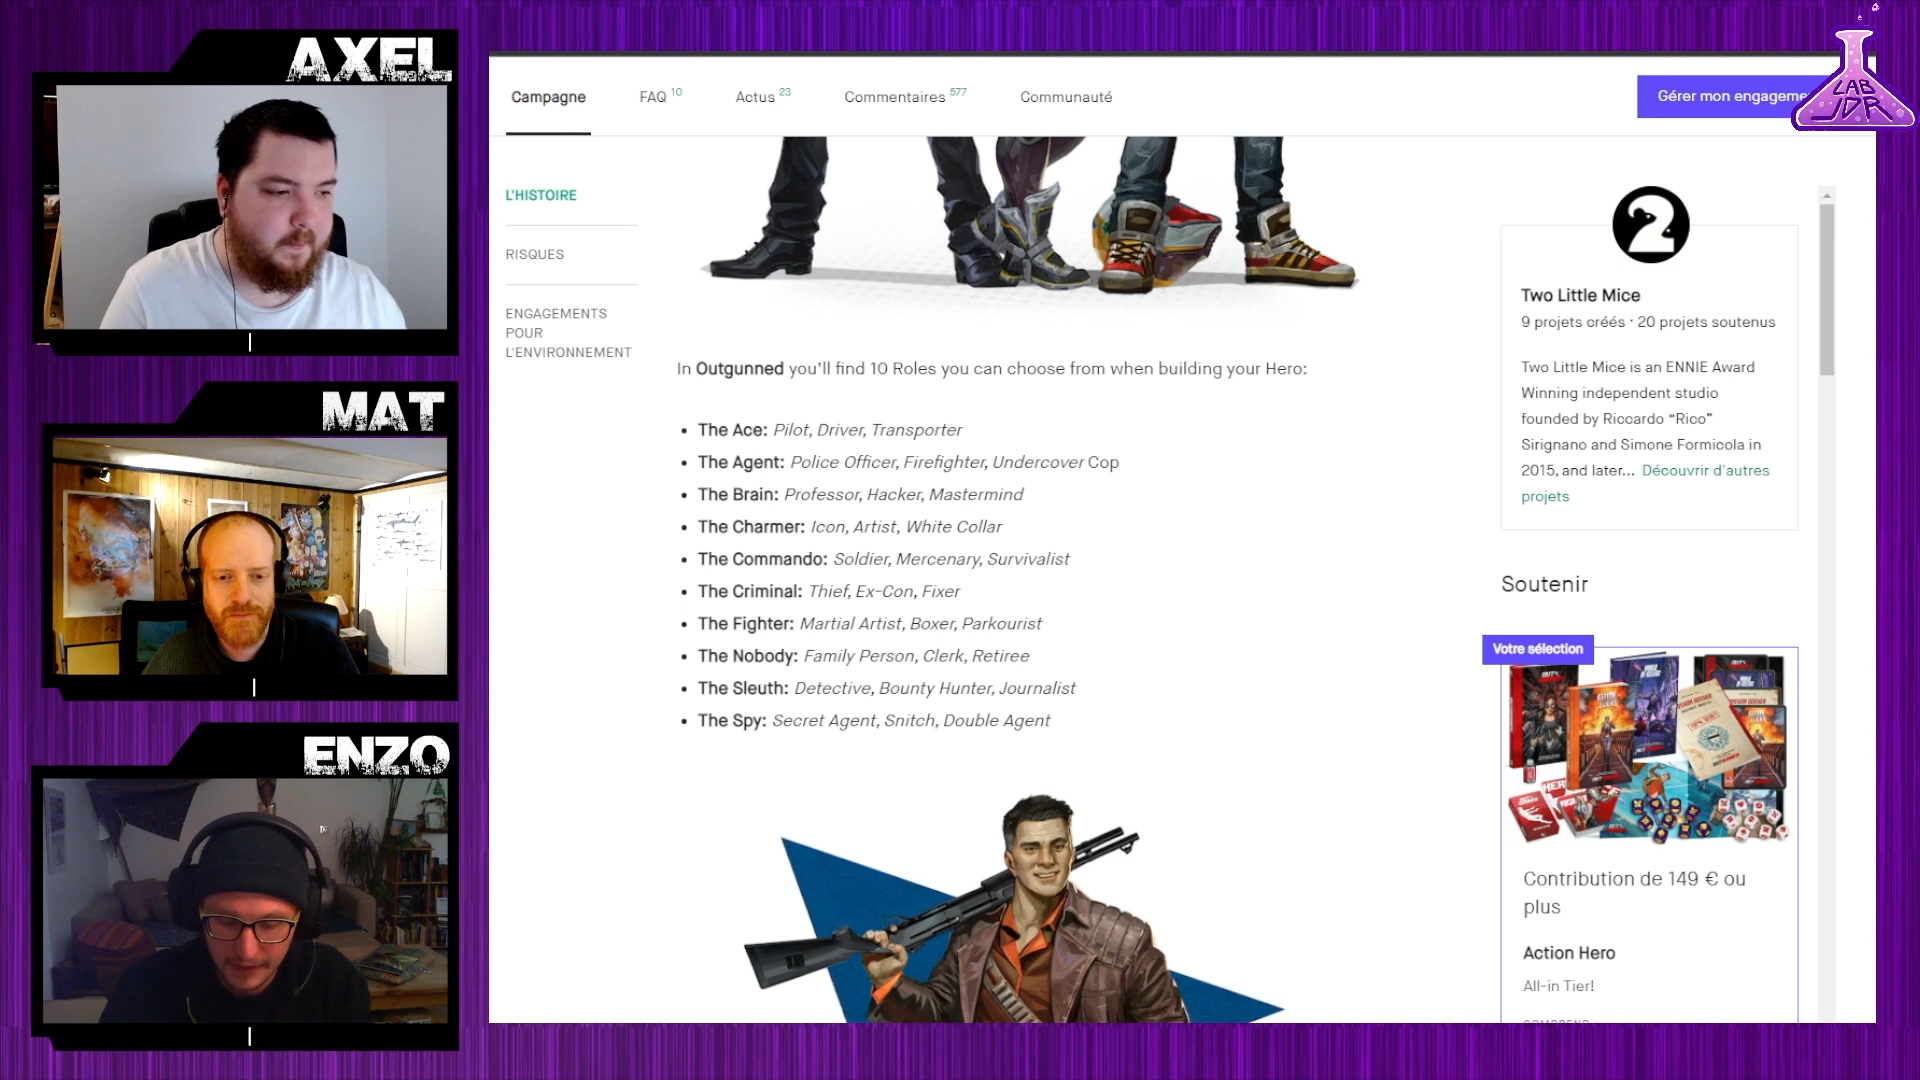 AXEL
MAT
ENZO
LAB
JDR
Campagne
FAQ 10
Actus 23
Commentaires 577
Communauté
Gérer mon engageme
L'HISTOIRE
RISQUES
ENGAGEMENTS
POUR
L'ENVIRONNEMENT
In Outgunned you'll find 10 Roles you can choose from when building your Hero:
• The Ace: Pilot, Driver, Transporter
• The Agent: Police Officer, Firefighter, Undercover Cop
• The Brain: Professor, Hacker, Mastermind
• The Charmer: Icon, Artist, White Collar
• The Commando: Soldier, Mercenary, Survivalist
• The Criminal: Thief, Ex-Con, Fixer
• The Fighter: Martial Artist, Boxer, Parkourist
• The Nobody: Family Person, Clerk, Retiree
• The Sleuth: Detective, Bounty Hunter, Journalist
• The Spy: Secret Agent, Snitch, Double Agent
Two Little Mice
9 projets créés · 20 projets soutenus
Two Little Mice is an ENNIE Award
Winning independent studio
founded by Riccardo “Rico”
Sirignano and Simone Formicola in
2015, and later... Découvrir d'autres
projets
Soutenir
Votre sélection
Contribution de 149 € ou
plus
Action Hero
All-in Tier!